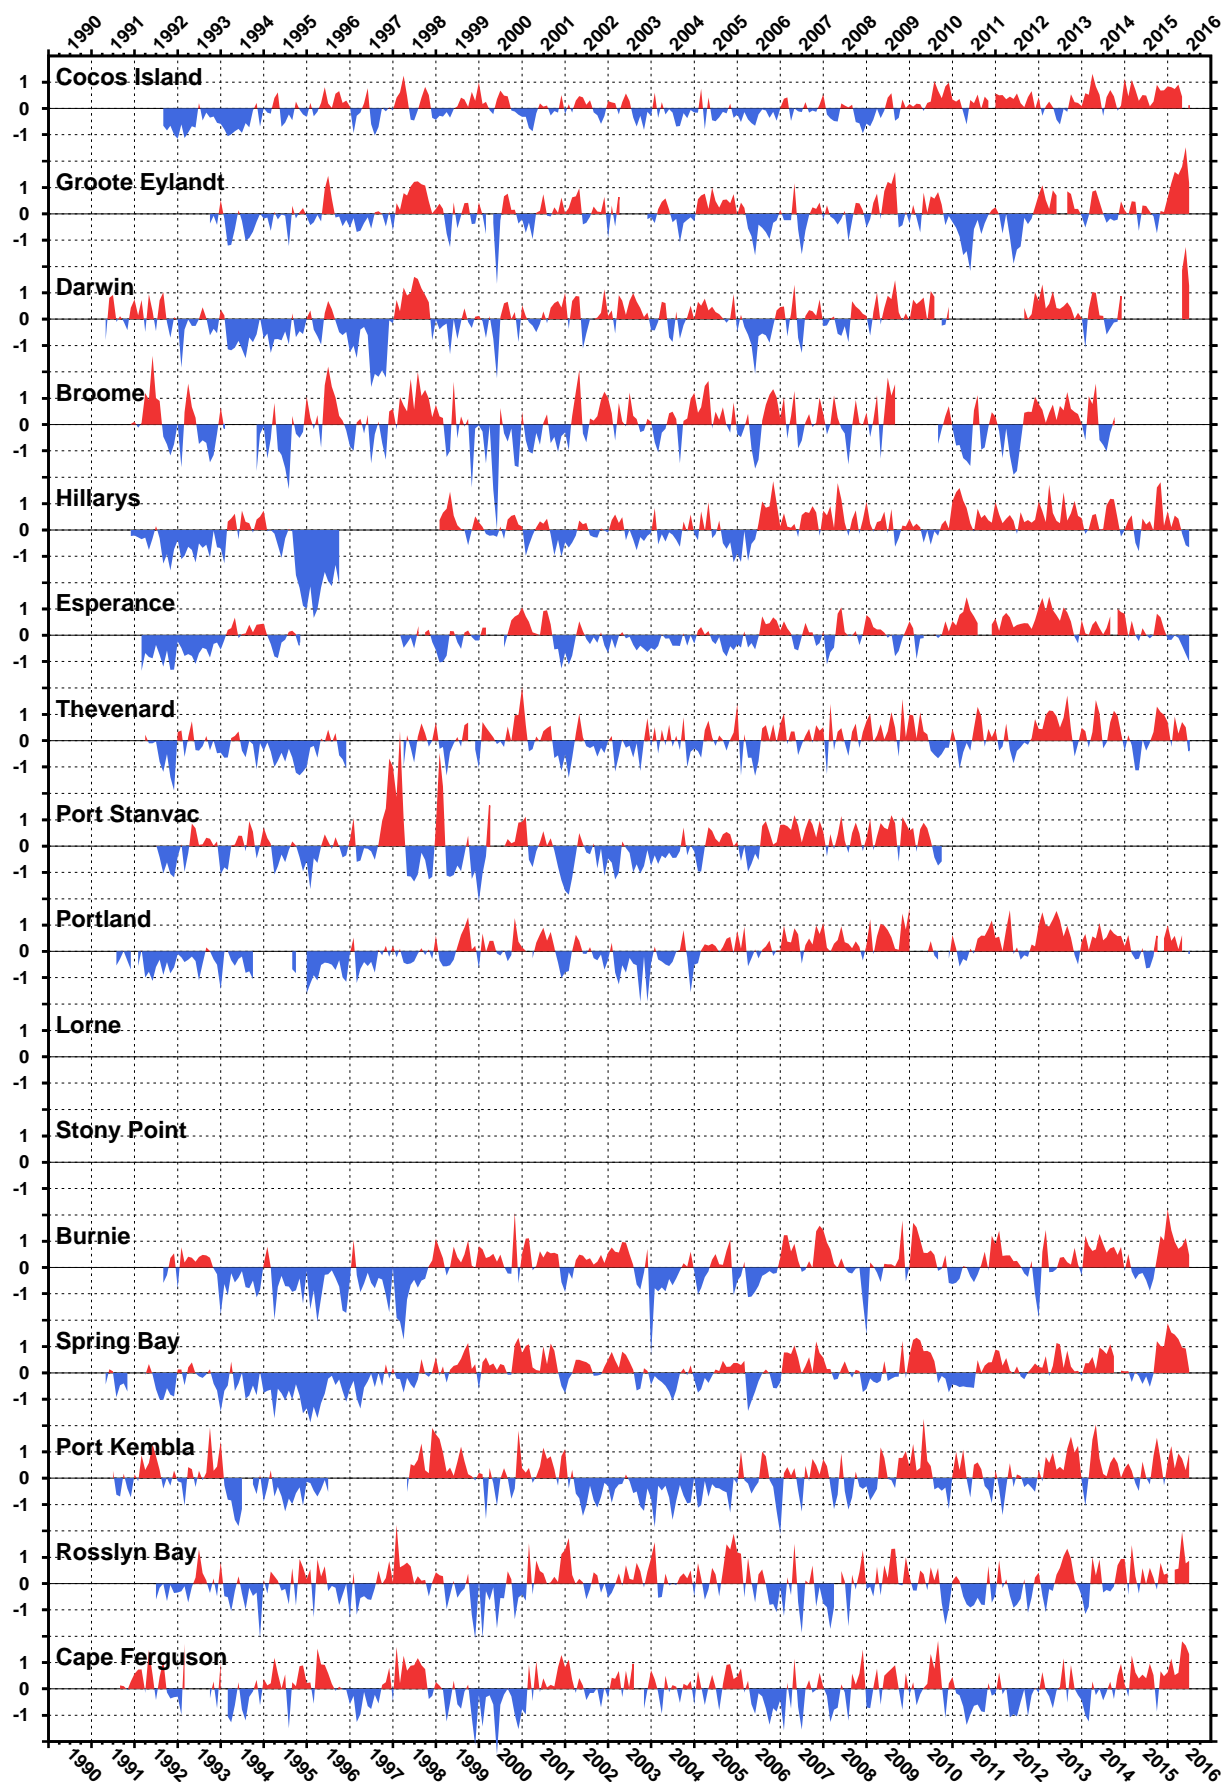 1990 1991 1992 1993 1994 1995 1996 1997 1998 1999 2000 2001 2002 2003 2004 2005 2006 2007 2008 2009 2010 2011 2012 2013 2014 2015 2016
Cocos Island
1
0
-1
Groote Eylandt
1
0
-1
Darwin
1
0
-1
Broome
1
0
-1
Hillarys
1
0
-1
Esperance
1
0
-1
Thevenard
1
0
-1
Port Stanvac
1
0
-1
Portland
1
0
-1
Lorne
1
0
-1
Stony Point
1
0
-1
Burnie
1
0
-1
Spring Bay
1
0
-1
Port Kembla
1
0
-1
Rosslyn Bay
1
0
-1
Cape Ferguson
1
0
-1
1990 1991 1992 1993 1994 1995 1996 1997 1998 1999 2000 2001 2002 2003 2004 2005 2006 2007 2008 2009 2010 2011 2012 2013 2014 2015 2016